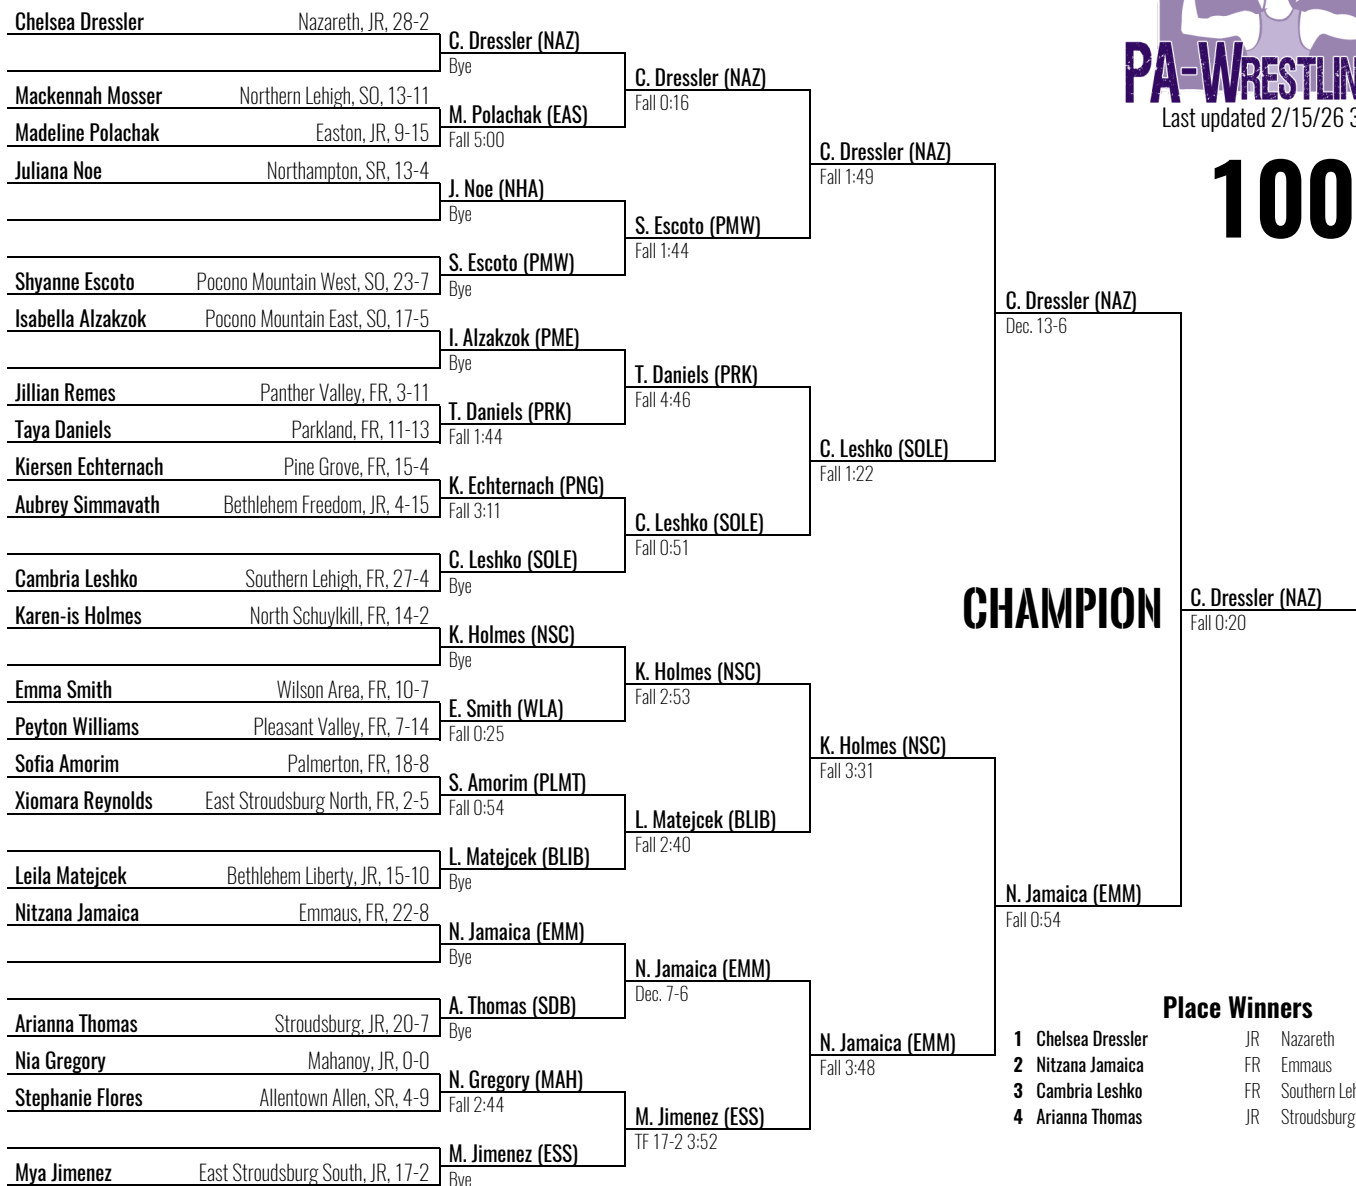 Chelsea Dressler Nazareth, JR, 28-2
C. Dressler (NAZ)
Bye
Mackennah Mosser Northern Lehigh, SO, 13-11
Madeline Polachak Easton, JR, 9-15
M. Polachak (EAS)
Fall 5:00
C. Dressler (NAZ)
Fall 0:16
Juliana Noe Northampton, SR, 13-4
J. Noe (NHA)
Bye
Shyanne Escoto Pocono Mountain West, SO, 23-7
S. Escoto (PMW)
Bye
S. Escoto (PMW)
Fall 1:44
C. Dressler (NAZ)
Fall 1:49
Isabella Alzakzok Pocono Mountain East, SO, 17-5
I. Alzakzok (PME)
Bye
Jillian Remes Panther Valley, FR, 3-11
Taya Daniels Parkland, FR, 11-13
T. Daniels (PRK)
Fall 1:44
T. Daniels (PRK)
Fall 4:46
Kiersen Echternach Pine Grove, FR, 15-4
Aubrey Simmavath Bethlehem Freedom, JR, 4-15
K. Echternach (PNG)
Fall 3:11
Cambria Leshko Southern Lehigh, FR, 27-4
C. Leshko (SOLE)
Bye
C. Leshko (SOLE)
Fall 0:51
C. Leshko (SOLE)
Fall 1:22
C. Dressler (NAZ)
Dec. 13-6
Karen-is Holmes North Schuylkill, FR, 14-2
K. Holmes (NSC)
Bye
Emma Smith Wilson Area, FR, 10-7
Peyton Williams Pleasant Valley, FR, 7-14
E. Smith (WLA)
Fall 0:25
K. Holmes (NSC)
Fall 2:53
Sofia Amorim Palmerton, FR, 18-8
Xiomara Reynolds East Stroudsburg North, FR, 2-5
S. Amorim (PLMT)
Fall 0:54
Leila Matejcek Bethlehem Liberty, JR, 15-10
L. Matejcek (BLIB)
Bye
L. Matejcek (BLIB)
Fall 2:40
K. Holmes (NSC)
Fall 3:31
Nitzana Jamaica Emmaus, FR, 22-8
N. Jamaica (EMM)
Bye
Arianna Thomas Stroudsburg, JR, 20-7
A. Thomas (SDB)
Bye
N. Jamaica (EMM)
Dec. 7-6
Nia Gregory Mahanoy, JR, 0-0
Stephanie Flores Allentown Allen, SR, 4-9
N. Gregory (MAH)
Fall 2:44
Mya Jimenez East Stroudsburg South, JR, 17-2
M. Jimenez (ESS)
Bye
M. Jimenez (ESS)
TF 17-2 3:52
N. Jamaica (EMM)
Fall 3:48
N. Jamaica (EMM)
Fall 0:54
CHAMPION
C. Dressler (NAZ)
Fall 0:20
PA-WRESTLIN
Last updated 2/15/26 3
100
Place Winners
1 Chelsea Dressler JR Nazareth
2 Nitzana Jamaica FR Emmaus
3 Cambria Leshko FR Southern Leh
4 Arianna Thomas JR Stroudsburg